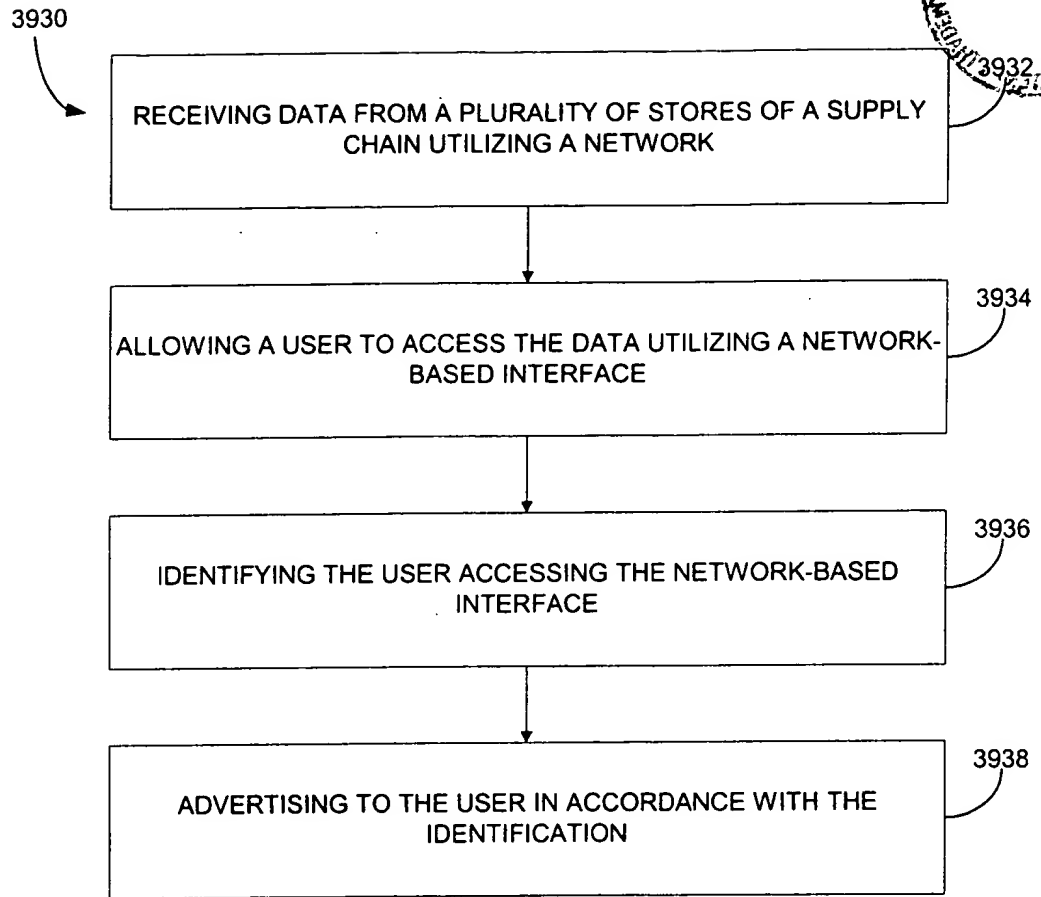 3930
3932
RECEIVING DATA FROM A PLURALITY OF STORES OF A SUPPLY
CHAIN UTILIZING A NETWORK
3934
ALLOWING A USER TO ACCESS THE DATA UTILIZING A NETWORK-
BASED INTERFACE
3936
IDENTIFYING THE USER ACCESSING THE NETWORK-BASED
INTERFACE
3938
ADVERTISING TO THE USER IN ACCORDANCE WITH THE
IDENTIFICATION